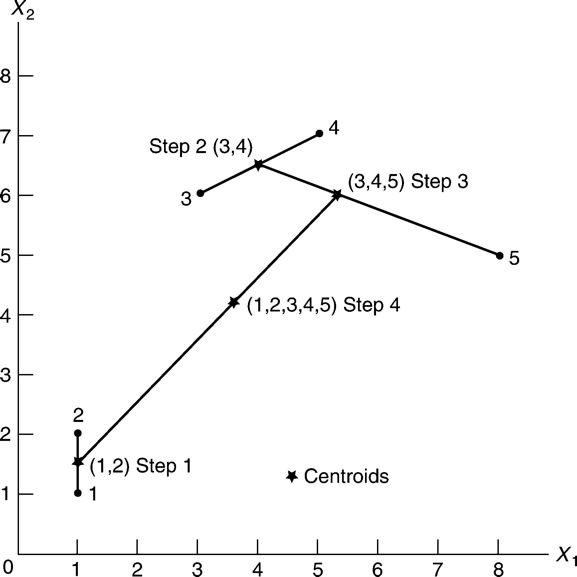 X2
8
7
4
Step 2 (3,4)
(3,4,5) Step 3
6
3
5
5
4
(1,2,3,4,5) Step 4
3
2
2
(1,2) Step 1
Centroids
1
1
0
1 2 3 4 5 6 7 8
X1